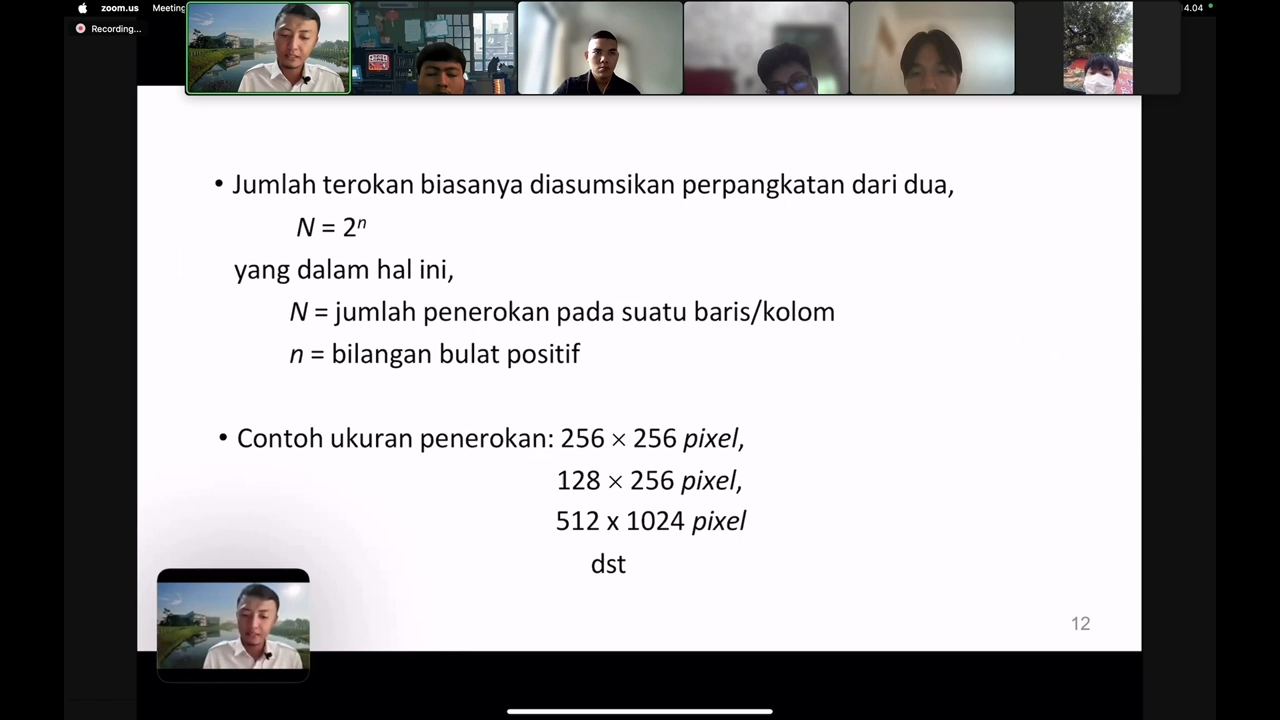 zoom.us Meeting
4.04
Recording...
• Jumlah terokan biasanya diasumsikan perpangkatan dari dua,
N = 2ⁿ
yang dalam hal ini,
N = jumlah penerokan pada suatu baris/kolom
n = bilangan bulat positif
• Contoh ukuran penerokan: 256 × 256 pixel,
128 × 256 pixel,
512 x 1024 pixel
dst
12